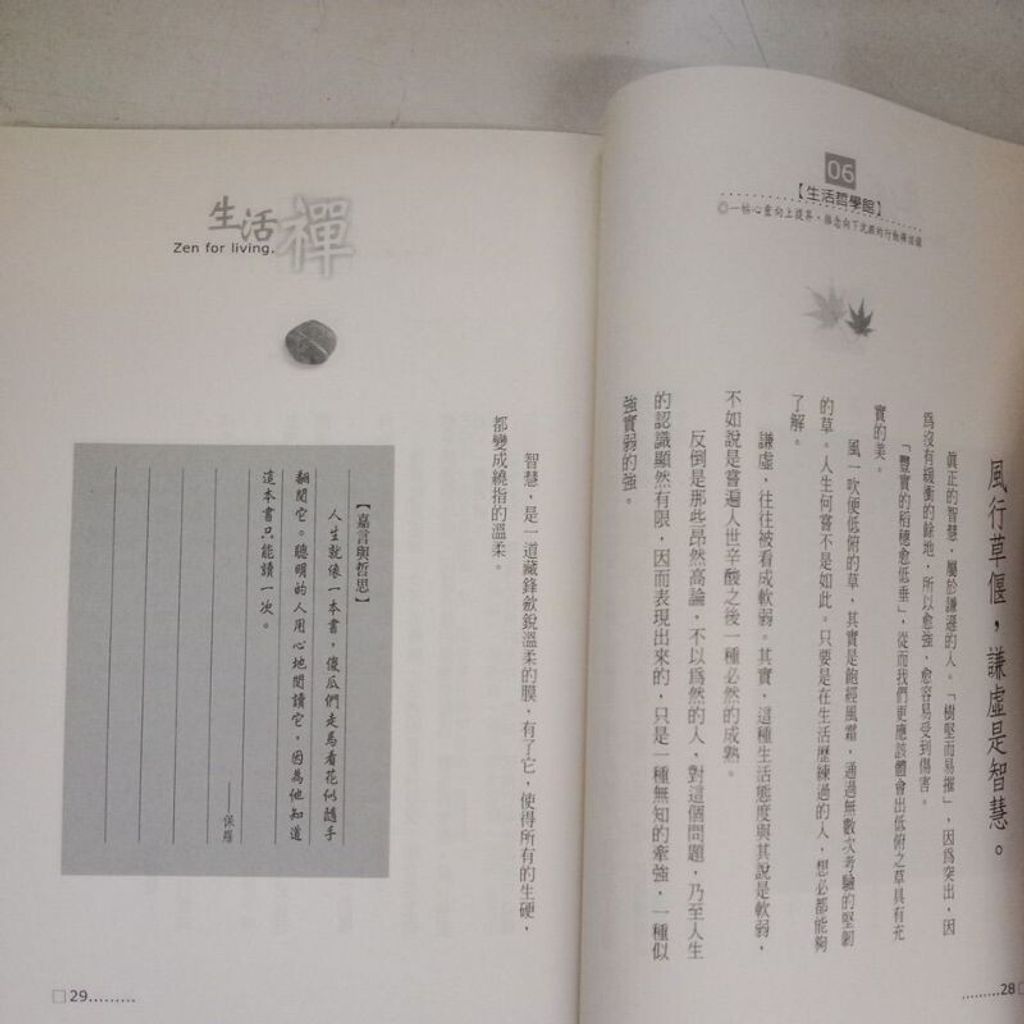 06
【生活哲學館】
風行草偃，謙虛是智慧。
真正的智慧，屬於謙遜的人。「樹堅而易摧」，因爲突出，因
爲沒有緩衝的餘地，所以愈強，愈容易受到傷害。
「豐實的稻穗愈低垂」，從而我們更應該體會出低俯之草具有充
實的美。
風一吹便低俯的草，其實是飽經風霜，通過無數次考驗的堅韌
的草。人生何嘗不是如此。只要是在生活歷練過的人，想必都能夠
了解。
謙虛，往往被看成軟弱。其實，這種生活態度與其說是軟弱，
不如說是嘗遍人世辛酸之後一種必然的成熟。
反倒是那些昂然高論，不以爲然的人，對這個問題，乃至人生
的認識顯然有限，因而表現出來的，只是一種無知的牽強，一種似
強實弱的強。
28
生活禪
Zen for living.
智慧，是一道藏鋒斂銳溫柔的膜，有了它，使得所有的生硬，
都變成繞指的溫柔。
【嘉言與哲思】
人生就像一本書，傻瓜們走馬看花似隨手
翻閱它。聰明的人用心地閱讀它，因為他知道
這本書只能讀一次。
——保羅
29